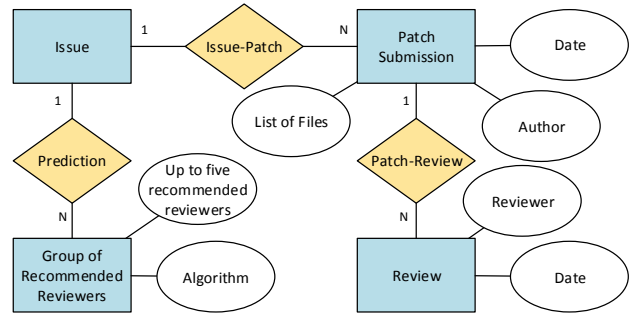 Issue
1
Issue-Patch
N
Patch
Submission
Date
List of Files
Author
1
Prediction
N
Up to five
recommended
reviewers
1
Patch-Review
N
Reviewer
Group of
Recommended
Reviewers
Algorithm
Review
Date